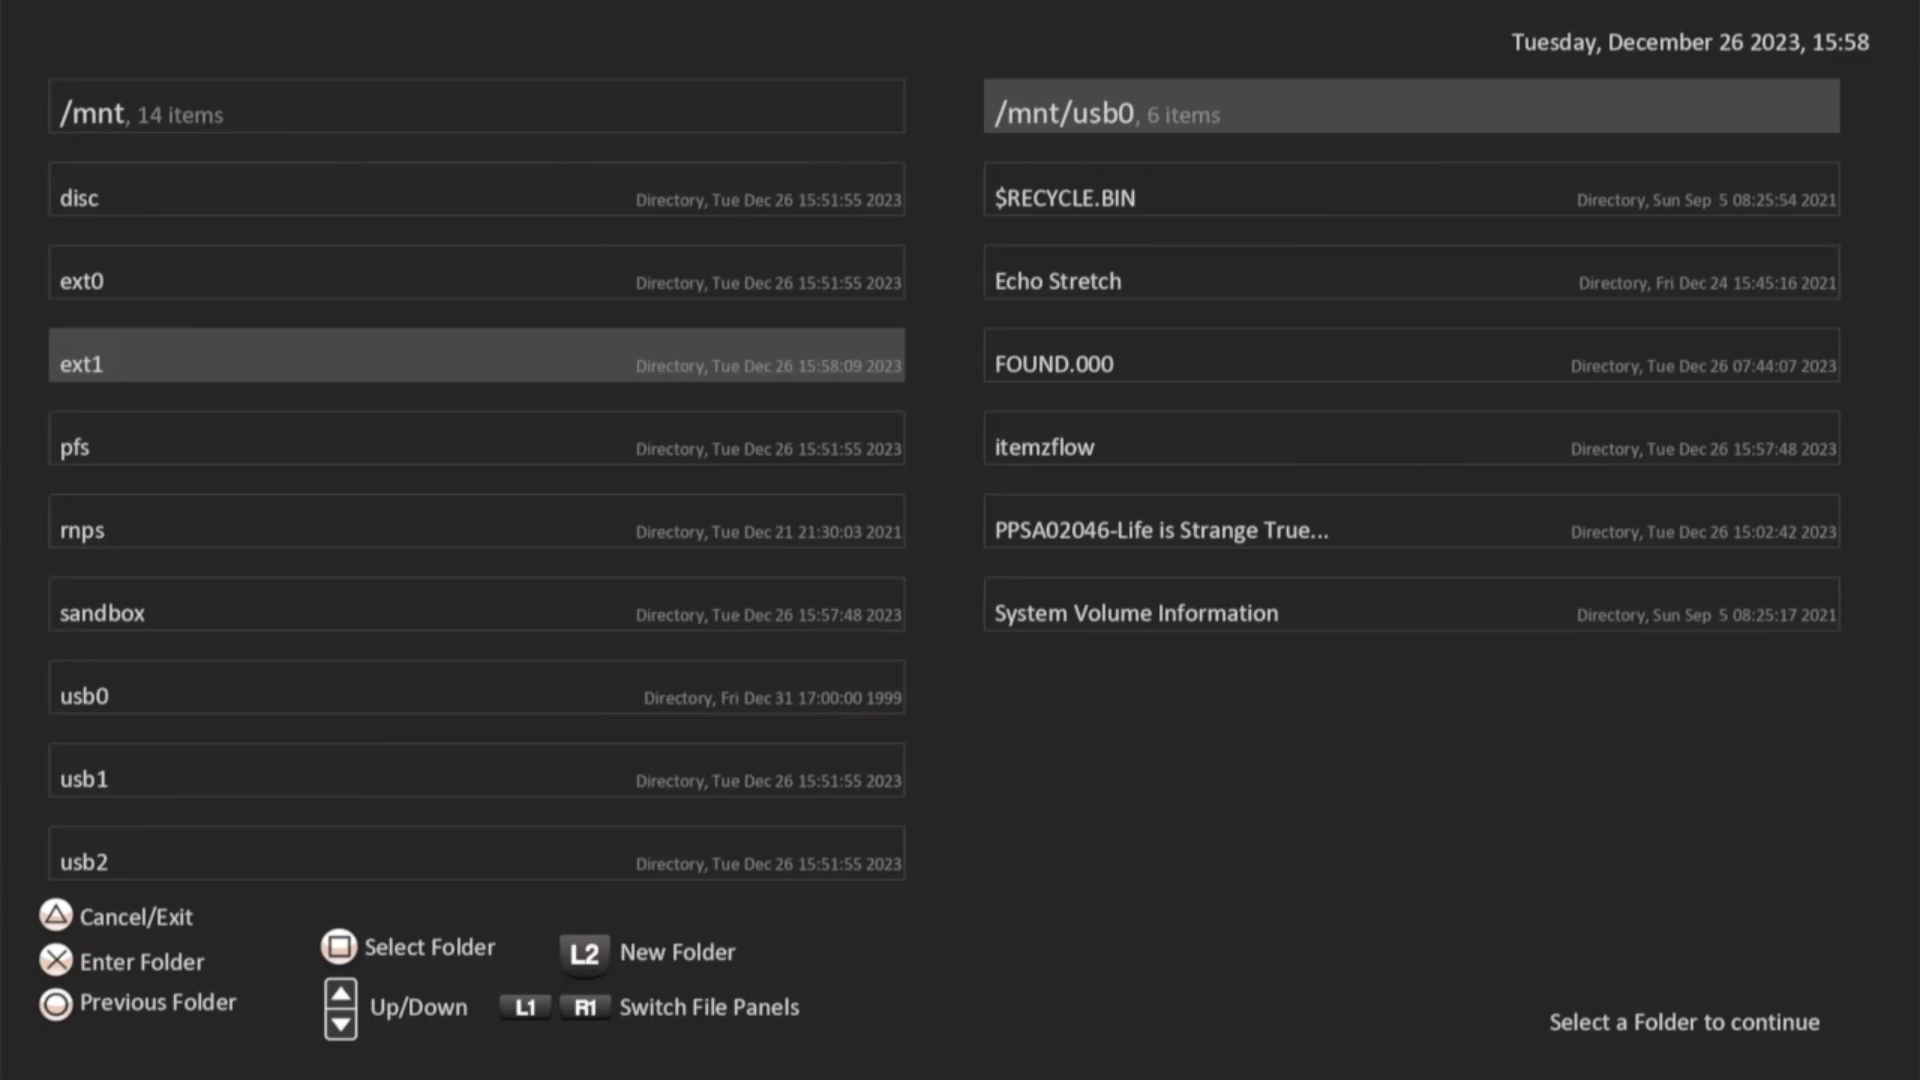 Tuesday, December 26 2023, 15:58
/mnt, 14 items
disc Directory, Tue Dec 26 15:51:55 2023
ext0 Directory, Tue Dec 26 15:51:55 2023
ext1 Directory, Tue Dec 26 15:58:09 2023
pfs Directory, Tue Dec 26 15:51:55 2023
rnps Directory, Tue Dec 21 21:30:03 2021
sandbox Directory, Tue Dec 26 15:57:48 2023
usb0 Directory, Fri Dec 31 17:00:00 1999
usb1 Directory, Tue Dec 26 15:51:55 2023
usb2 Directory, Tue Dec 26 15:51:55 2023
/mnt/usb0, 6 items
$RECYCLE.BIN Directory, Sun Sep 5 08:25:54 2021
Echo Stretch Directory, Fri Dec 24 15:45:16 2021
FOUND.000 Directory, Tue Dec 26 07:44:07 2023
itemzflow Directory, Tue Dec 26 15:57:48 2023
PPSA02046-Life is Strange True... Directory, Tue Dec 26 15:02:42 2023
System Volume Information Directory, Sun Sep 5 08:25:17 2021
Cancel/Exit
Enter Folder
Previous Folder
Select Folder
Up/Down
L2 New Folder
L1 R1 Switch File Panels
Select a Folder to continue